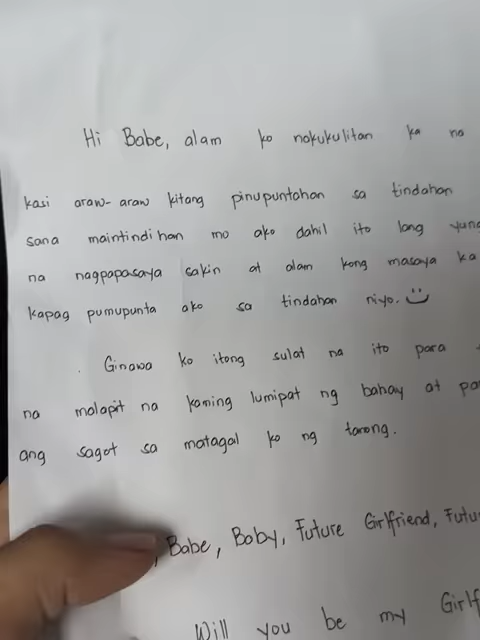 Hi Babe, alam ko nakukulitan ka na
kasi araw-araw kitang pinupuntahan sa tindahan
sana maintindihan mo ako dahil ito lang yung
na nagpapasaya sakin at alam kong masaya ka
kapag pumupunta ako sa tindahan niyo.
Ginawa ko itong sulat na ito para
na malapit na kaming lumipat ng bahay at
ang sagot sa matagal ko ng tanong.
, Babe, Baby, Future Girlfriend,
Will you be my